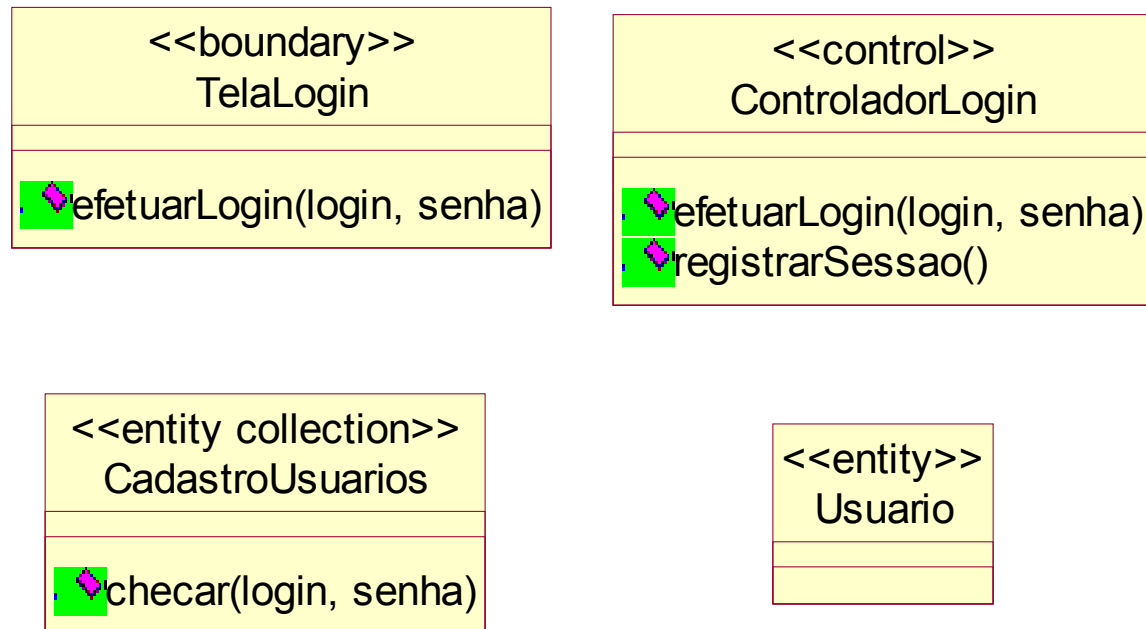 <<boundary>>
TelaLogin
efetuarLogin(login, senha)
<<control>>
ControladorLogin
efetuarLogin(login, senha)
registrarSessao()
<<entity collection>>
CadastroUsuarios
checar(login, senha)
<<entity>>
Usuario